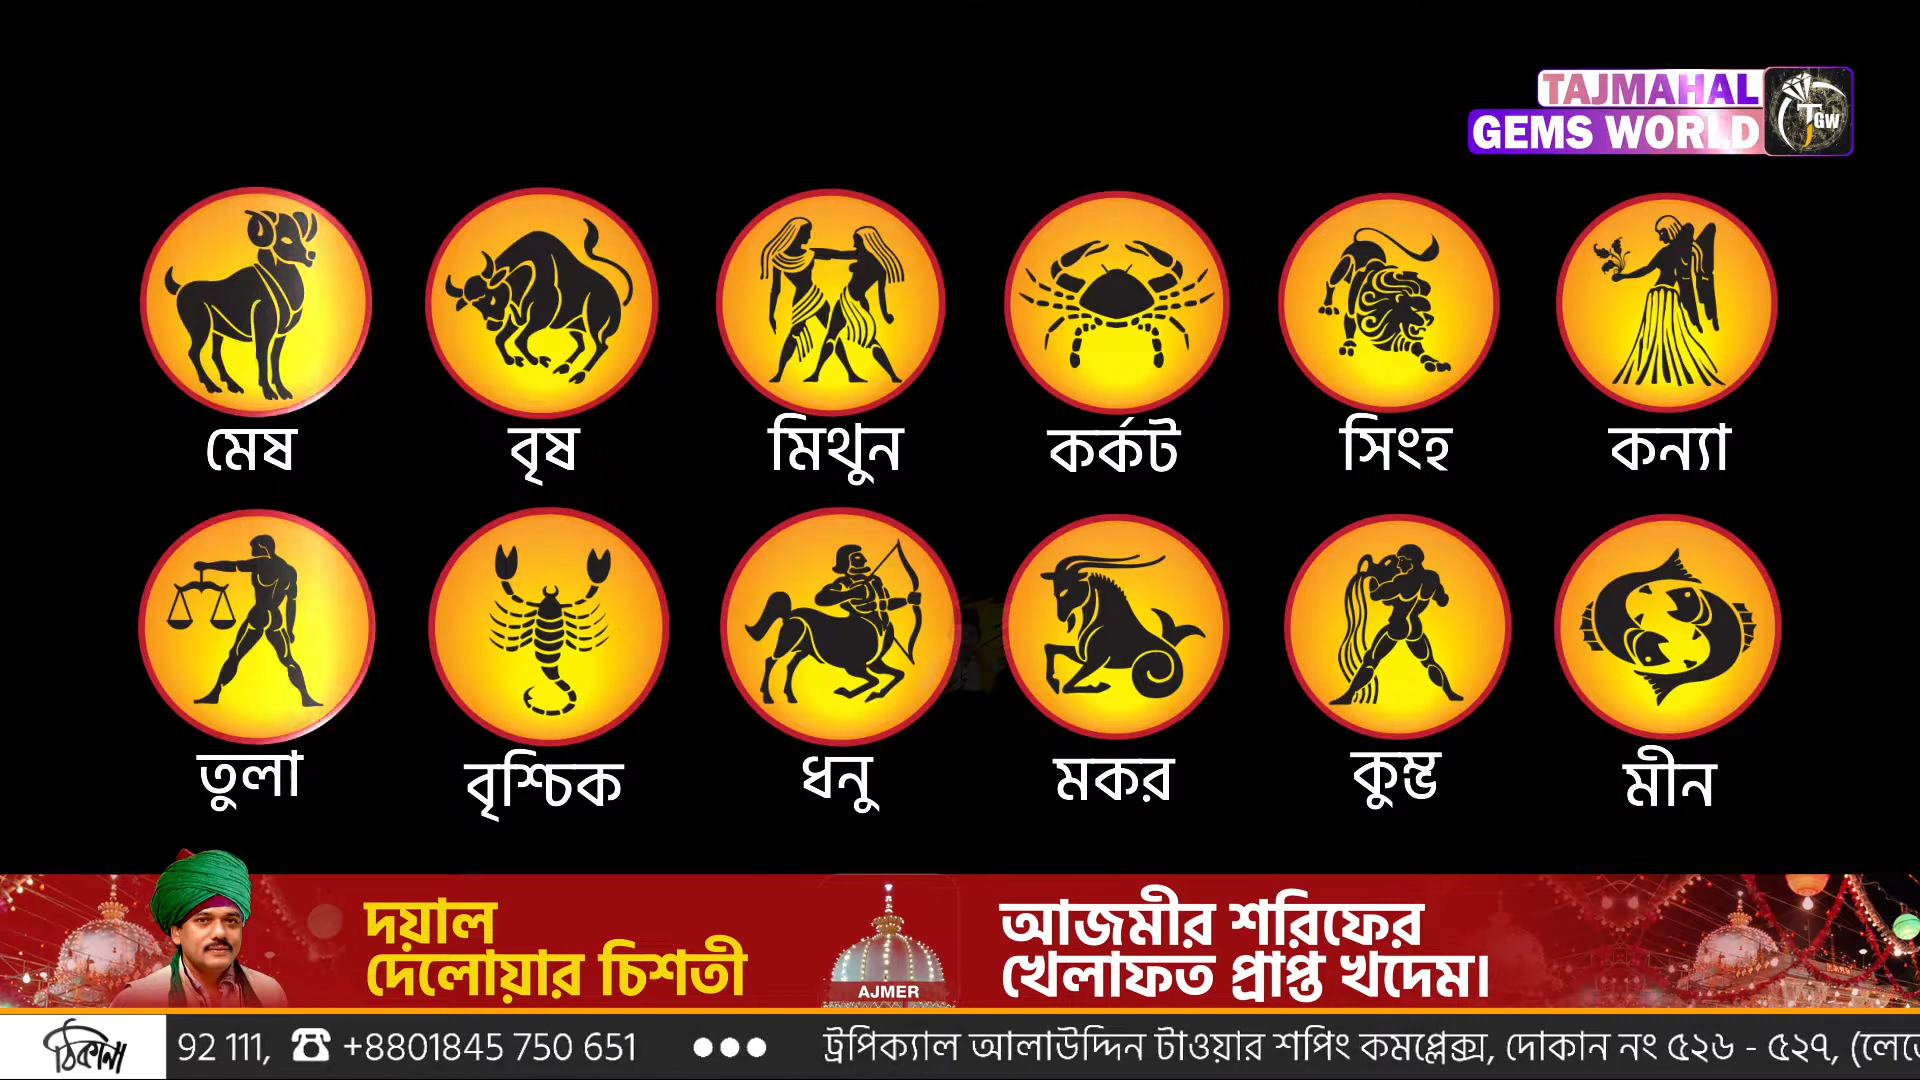 TAJMAHAL
GEMS WORLD
TGW
মেষ
বৃষ
মিথুন
কর্কট
সিংহ
কন্যা
তুলা
বৃশ্চিক
ধনু
মকর
কুম্ভ
মীন
দয়াল
দেলোয়ার চিশতী
AJMER
আজমীর শরিফের
খেলাফত প্রাপ্ত খদেম।
ঠিকানা
92 111, ☎ +8801845 750 651 ●●● ট্রপিক্যাল আলাউদ্দিন টাওয়ার শপিং কমপ্লেক্স, দোকান নং ৫২৬ - ৫২৭,